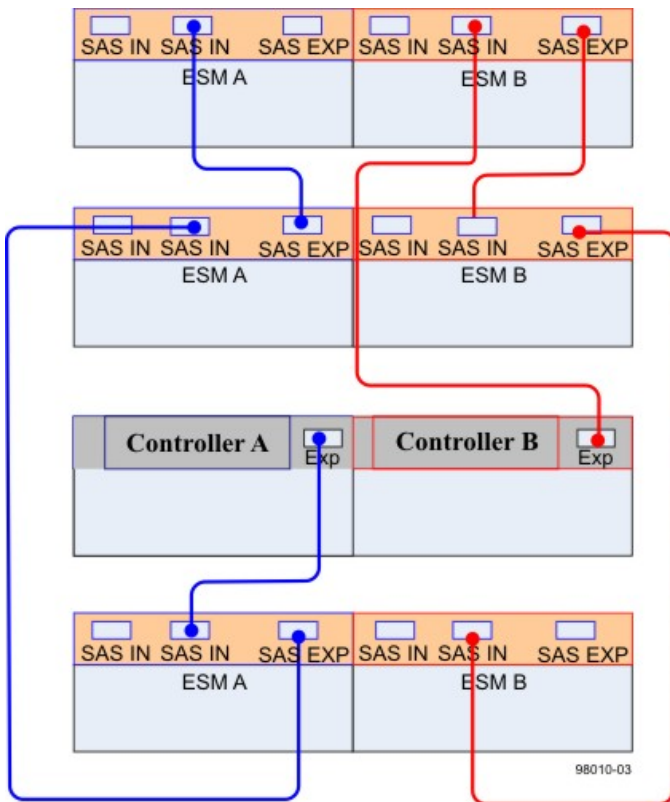 SAS IN SAS IN SAS EXP SAS IN SAS IN SAS EXP
ESM A ESM B
SAS IN SAS IN SAS EXP SAS IN SAS IN SAS EXP
ESM A ESM B
Controller A Exp Controller B Exp
SAS IN SAS IN SAS EXP SAS IN SAS IN SAS EXP
ESM A ESM B
98010-03